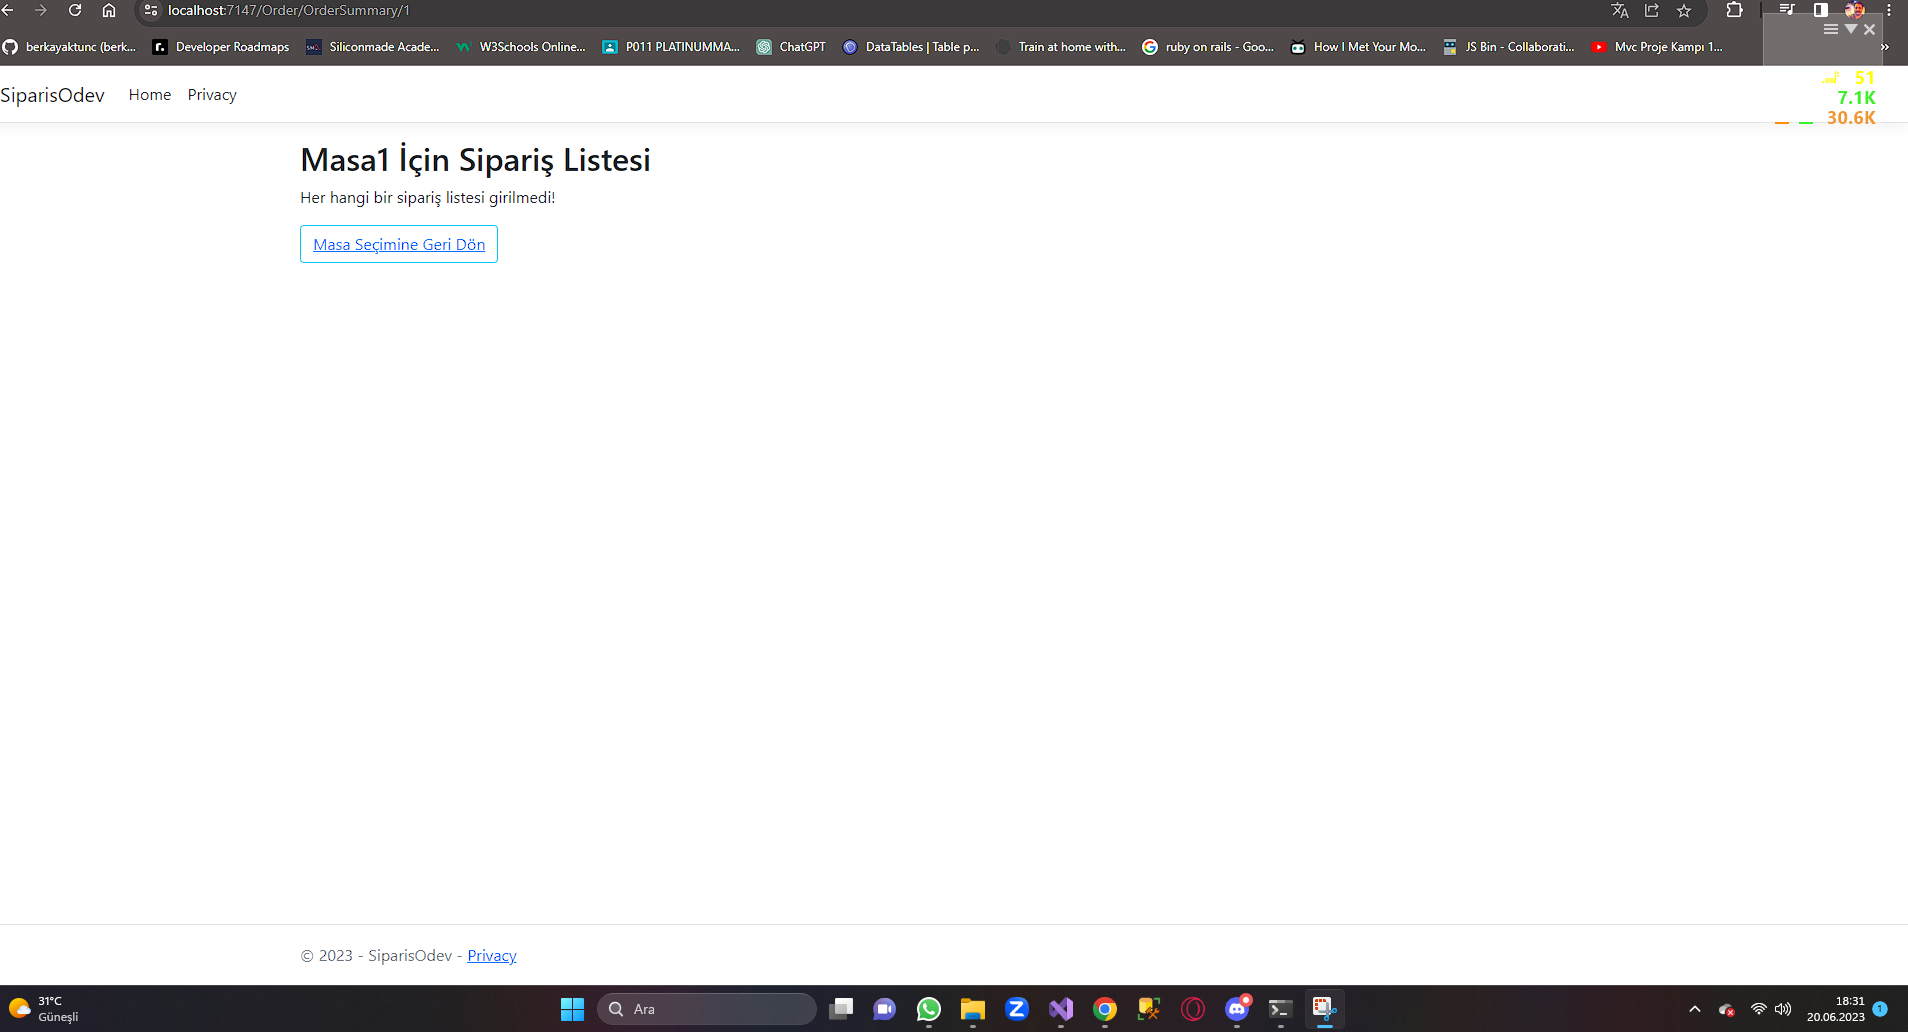 localhost:7147/Order/OrderSummary/1
berkayaktunc (berk...
Developer Roadmaps
Siliconmade Acade...
W3Schools Online...
P011 PLATINUMMA...
ChatGPT
DataTables | Table p...
Train at home with...
ruby on rails - Goo...
How I Met Your Mo...
JS Bin - Collaborati...
Mvc Proje Kampı 1...
»
SiparisOdev
Home
Privacy
51
7.1K
30.6K
Masa1 İçin Sipariş Listesi
Her hangi bir sipariş listesi girilmedi!
Masa Seçimine Geri Dön
© 2023 - SiparisOdev - Privacy
31°C
Güneşli
Ara
18:31
20.06.2023
1